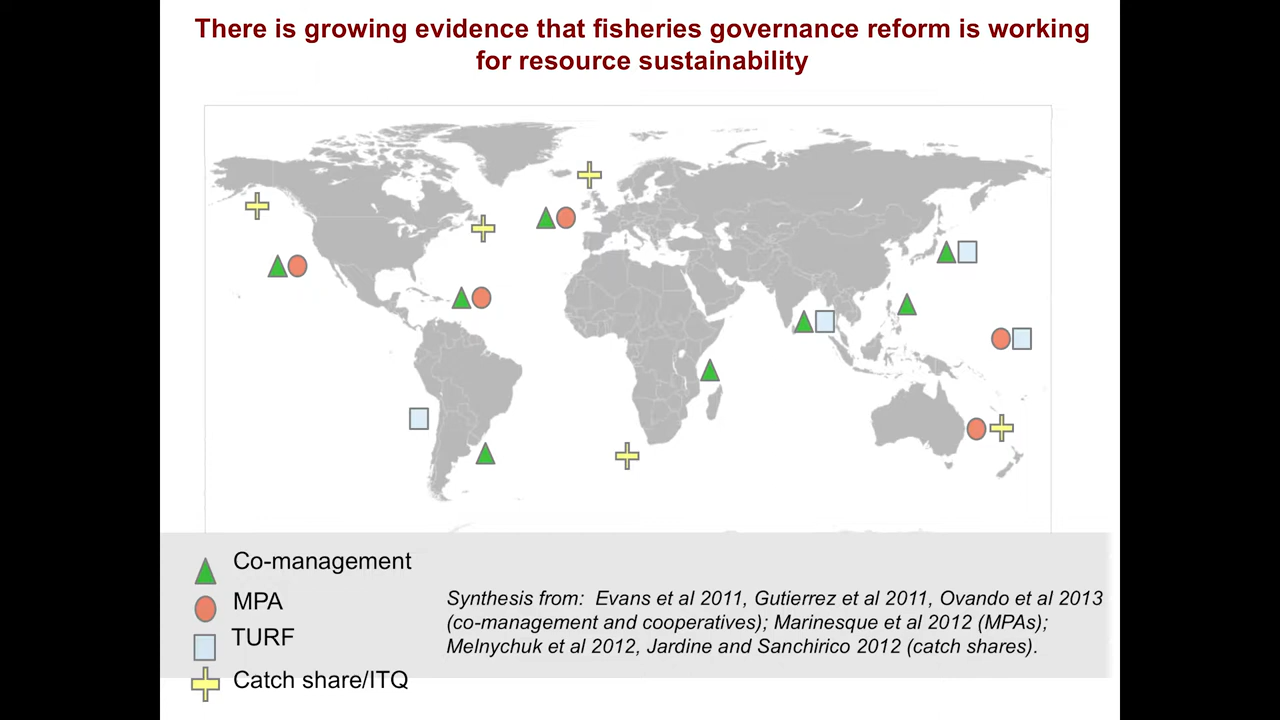 There is growing evidence that fisheries governance reform is working
for resource sustainability
Co-management
MPA
TURF
Catch share/ITQ
Synthesis from:  Evans et al 2011, Gutierrez et al 2011, Ovando et al 2013
(co-management and cooperatives); Marinesque et al 2012 (MPAs);
Melnychuk et al 2012, Jardine and Sanchirico 2012 (catch shares).